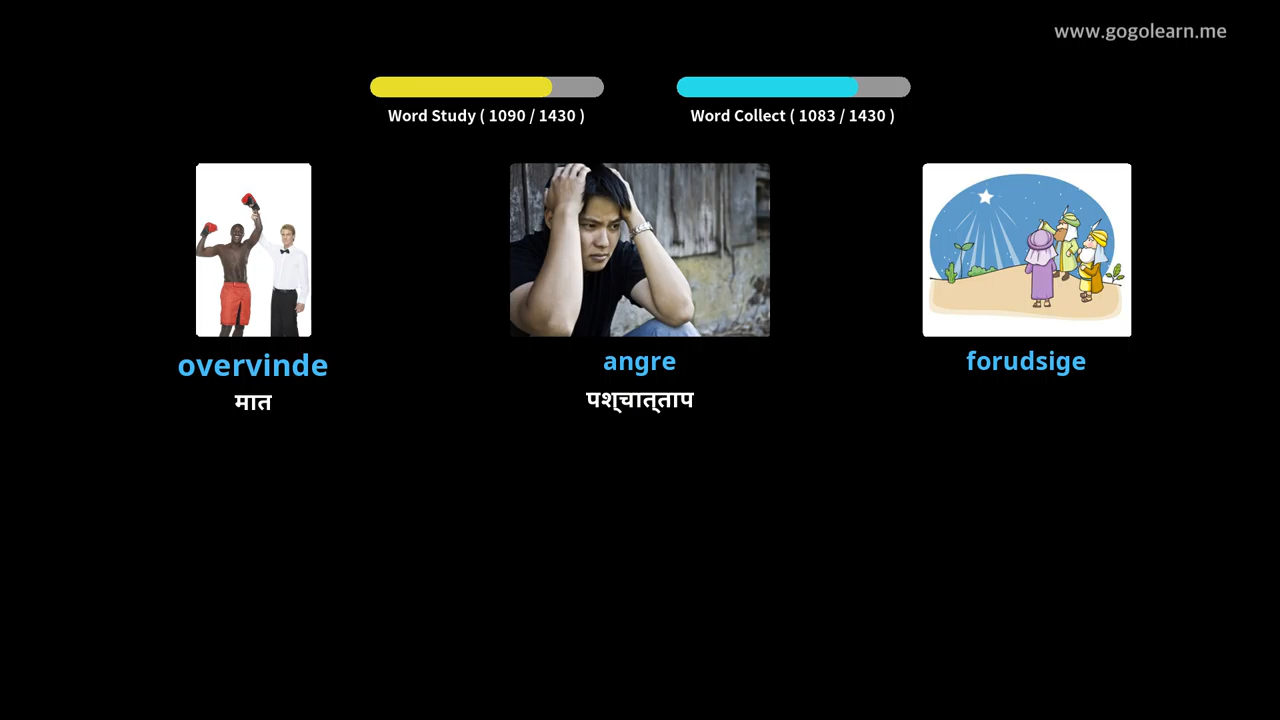 www.gogolearn.me
Word Study ( 1090 / 1430 )
Word Collect ( 1083 / 1430 )
overvinde
मात
angre
पश्चात्ताप
forudsige